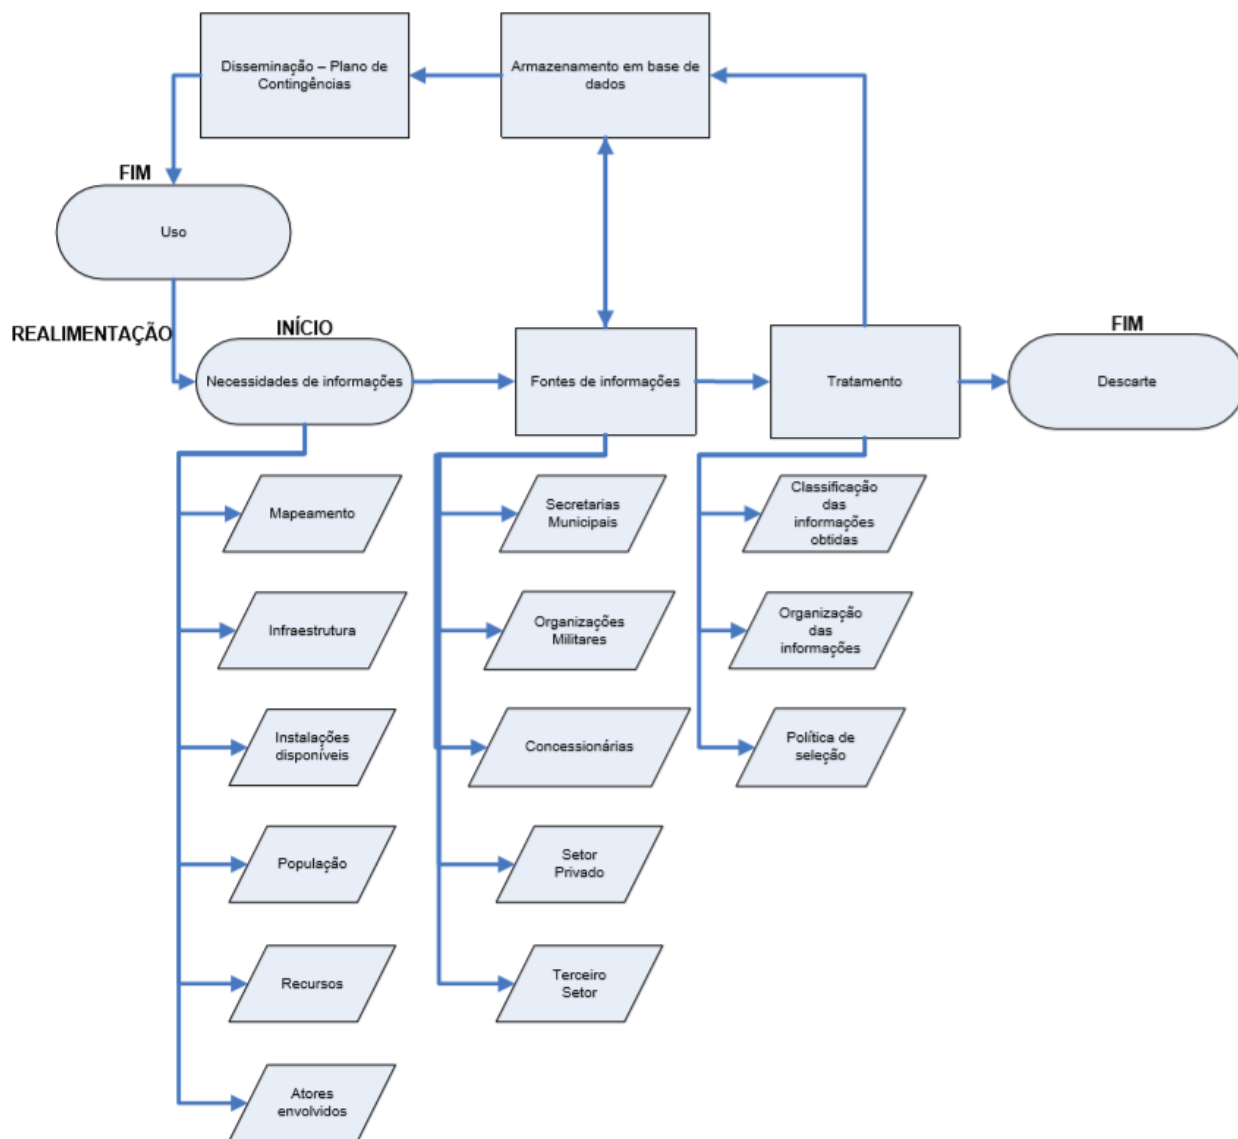 Disseminação – Plano de
Contingências
Armazenamento em base de
dados
FIM
Uso
REALIMENTAÇÃO
INÍCIO
Necessidades de informações
Fontes de informações
Tratamento
FIM
Descarte
Mapeamento
Infraestrutura
Instalações
disponíveis
População
Recursos
Atores
envolvidos
Secretarias
Municipais
Organizações
Militares
Concessionárias
Setor
Privado
Terceiro
Setor
Classificação
das
informações
obtidas
Organização
das
informações
Política de
seleção